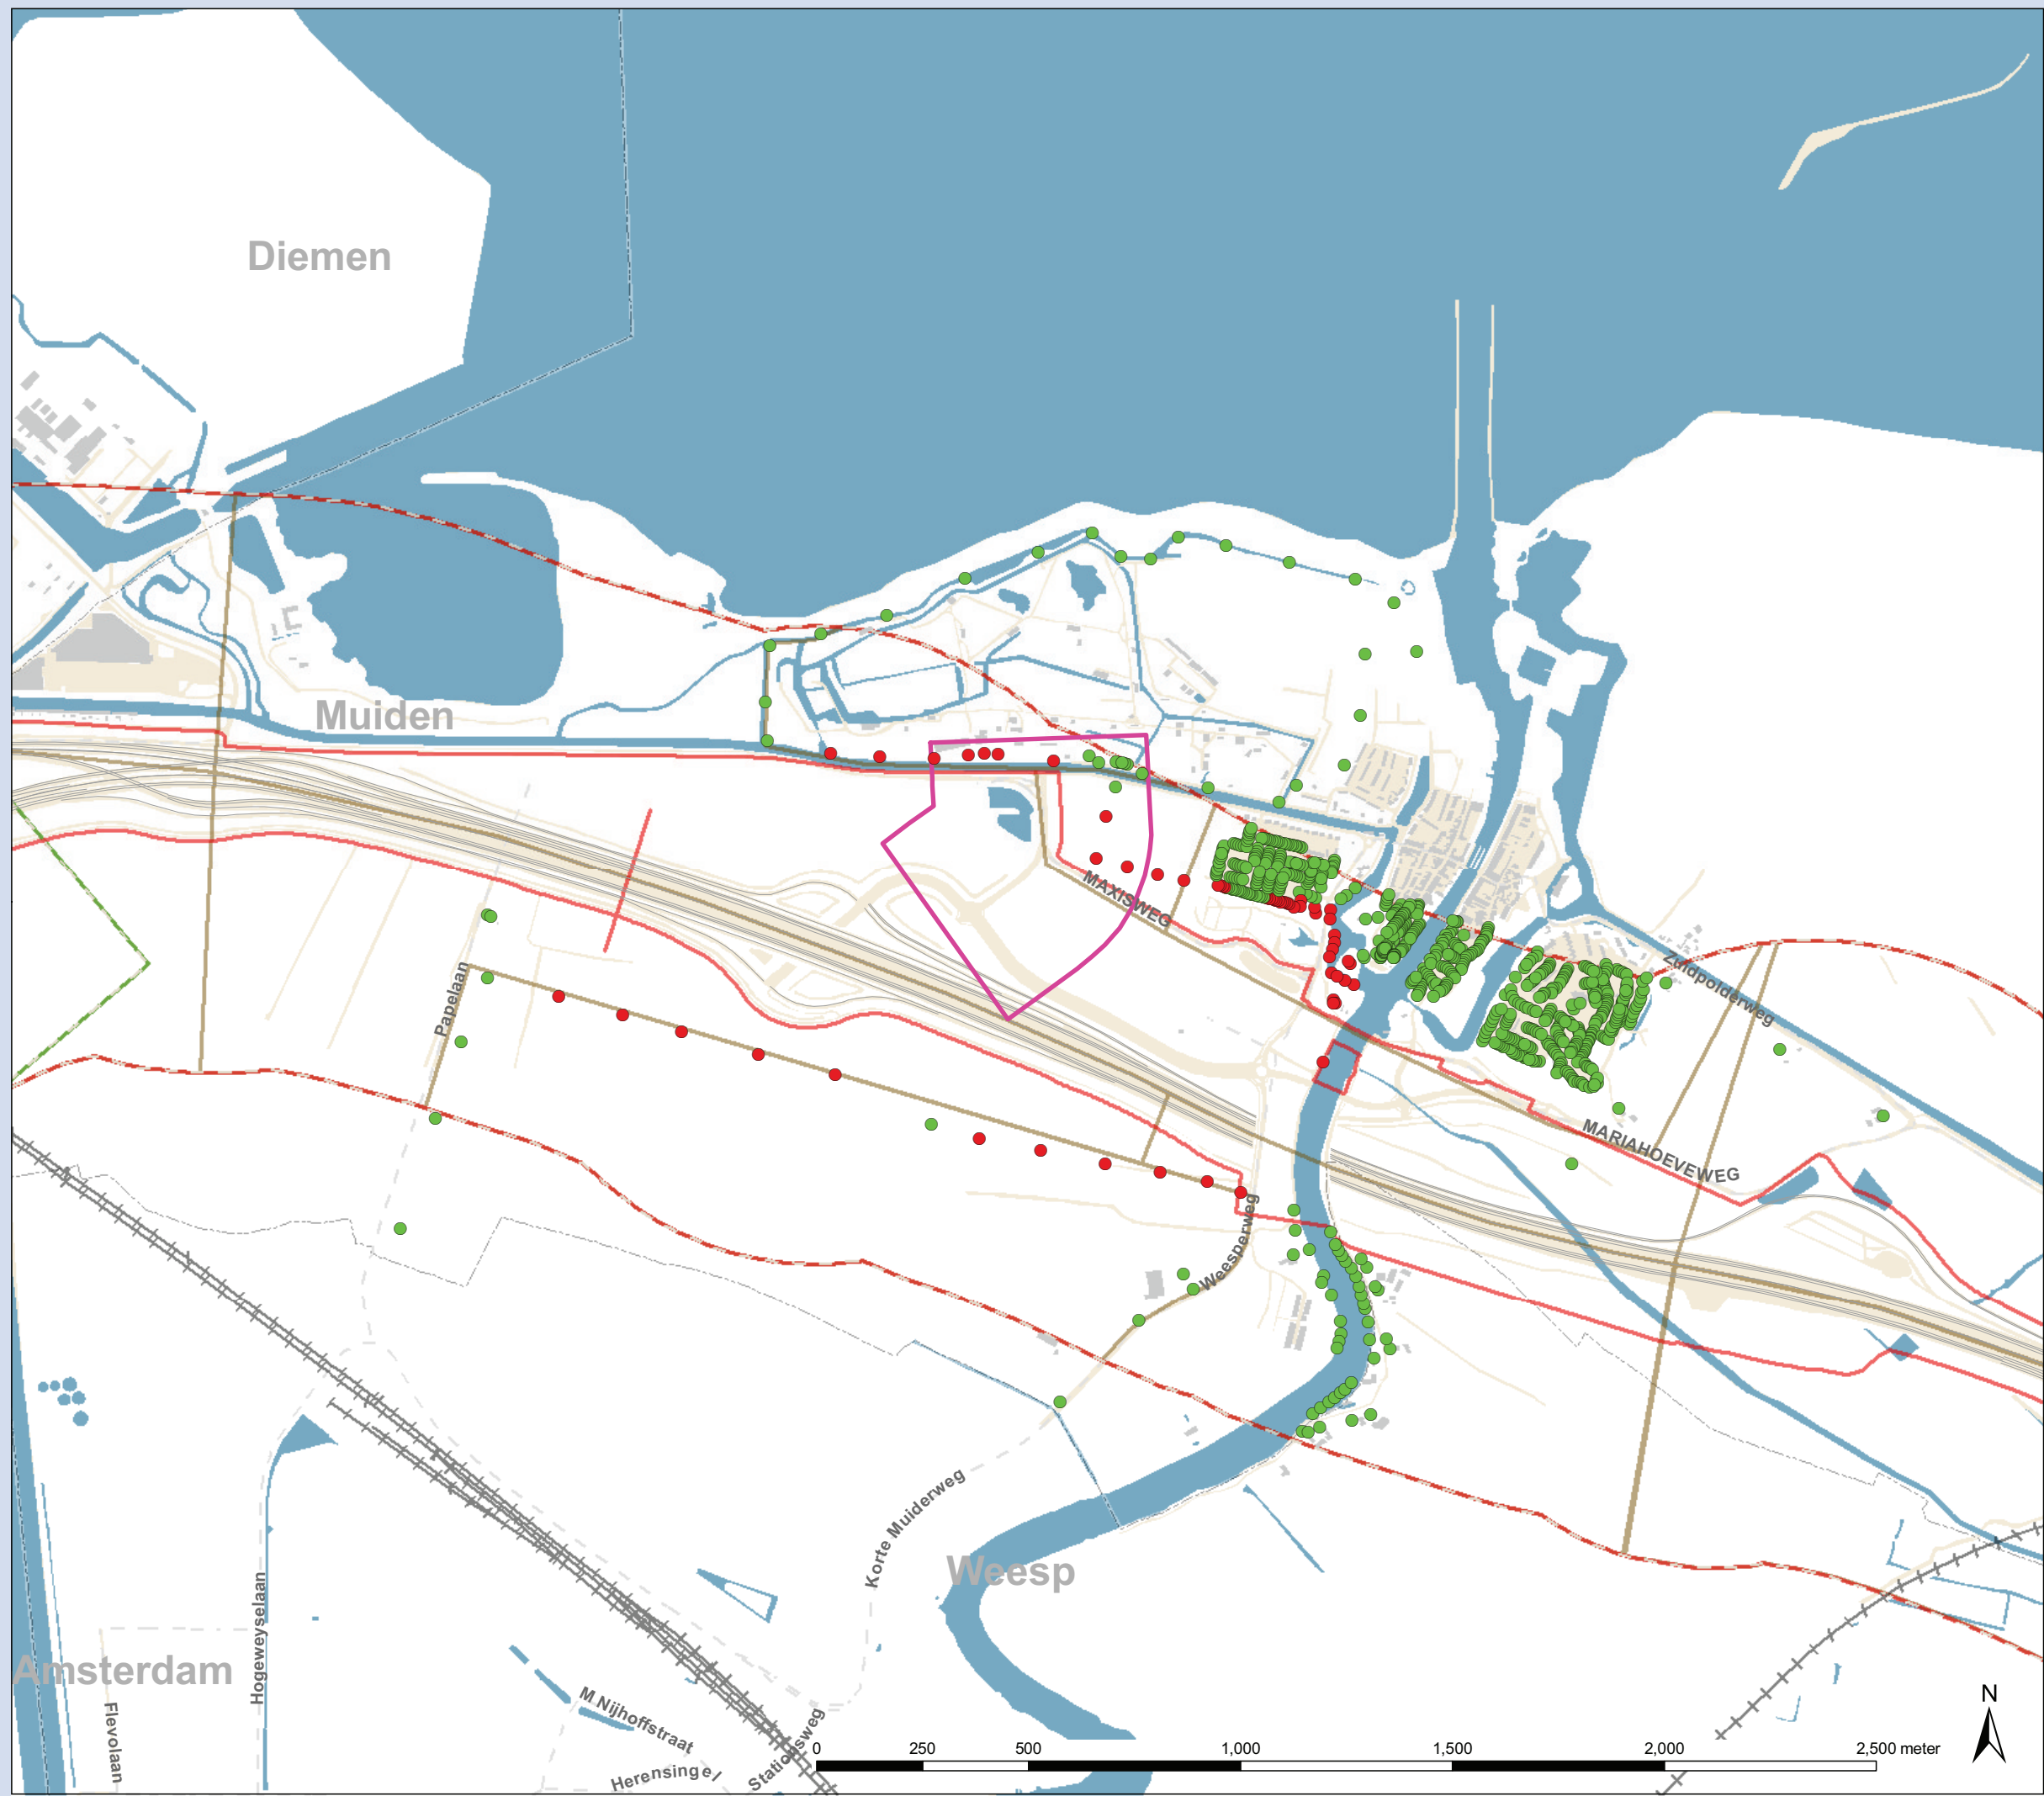 Diemen
Muiden
MAXISWEG
Zuidpolderweg
Papelaan
MARIAHOEVEWEG
Weesperweg
Korte Muiderweg
Weesp
Hogeweyselaan
Amsterdam
Flevolaan
M.Nijhoffstraat
Stationsweg
Herensingel
N
0 250 500 1,000 1,500 2,000 2,500 meter